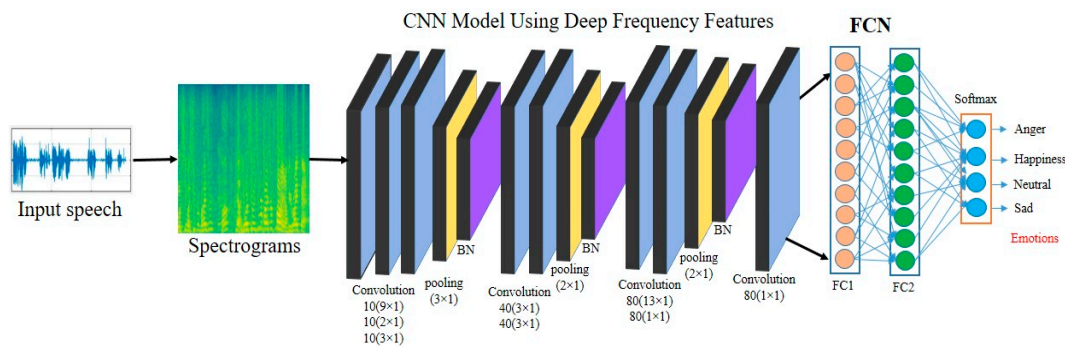 CNN Model Using Deep Frequency Features
FCN
Input speech
Spectrograms
Convolution
10(9×1)
10(2×1)
10(3×1)
pooling
(3×1)
BN
Convolution
40(3×1)
40(3×1)
pooling
(2×1)
BN
Convolution
80(13×1)
80(1×1)
pooling
(2×1)
BN
Convolution
80(1×1)
FC1
FC2
Softmax
Anger
Happiness
Neutral
Sad
Emotions